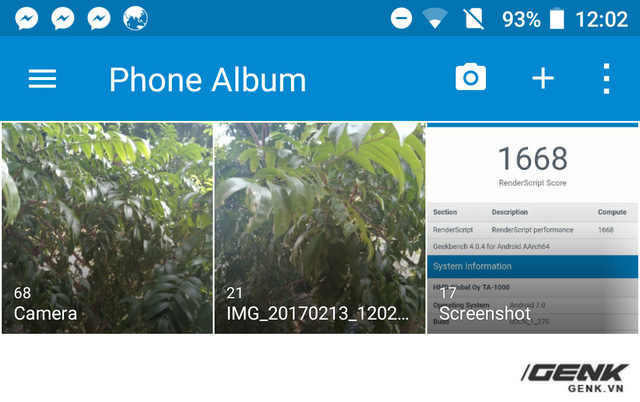 93% 12:02
Phone Album
68
Camera
21
IMG_20170213_1202...
1668
RenderScript Score
Section Description Compute
RenderScript RenderScript performance 1668
Geekbench 4.0.4 for Android AArch64
System Information
HMD Global Oy TA-1000
17
Operating System Android 7.0
Screenshot
Build
GENK
GENK.VN